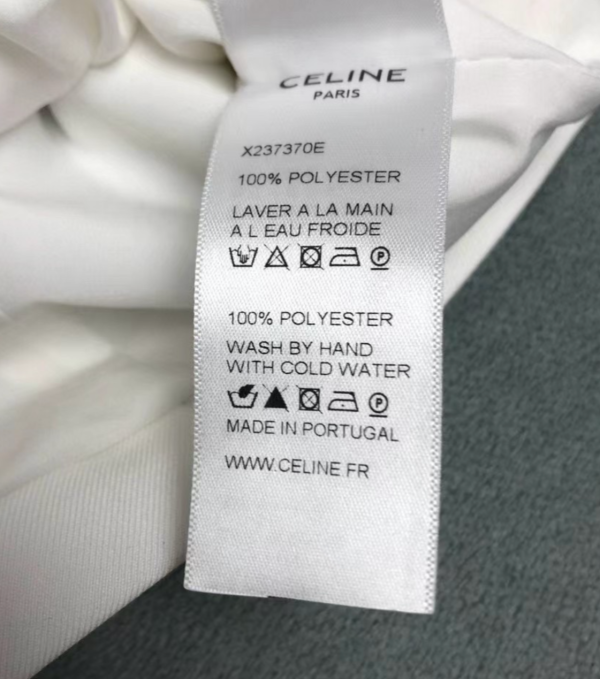 CELINE
PARIS
X237370E
100% POLYESTER
LAVER A LA MAIN
A L EAU FROIDE
P
100% POLYESTER
WASH BY HAND
WITH COLD WATER
P
MADE IN PORTUGAL
WWW.CELINE.FR